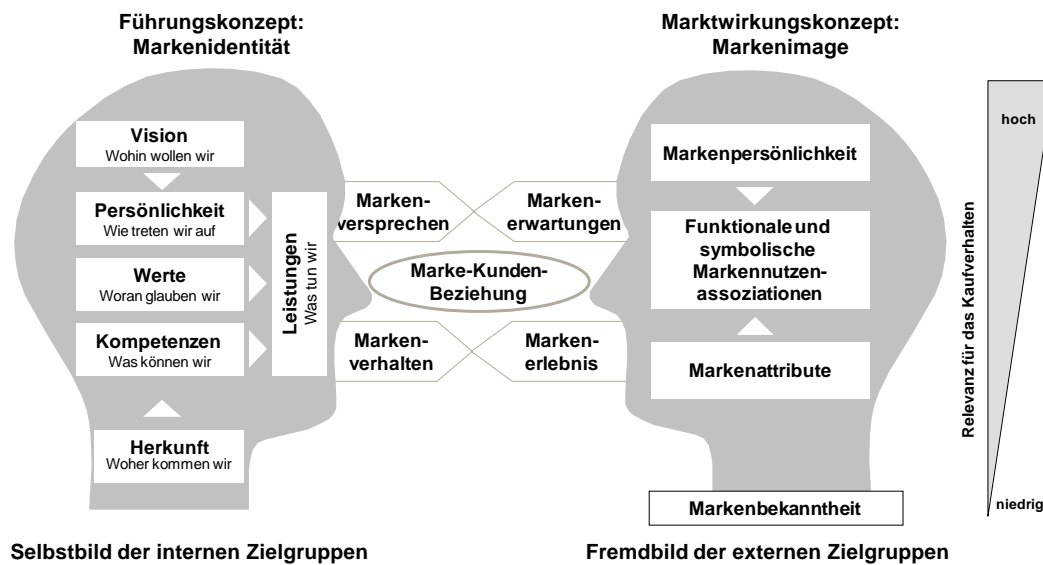 Führungskonzept:
Markenidentität
Vision
Wohin wollen wir
Persönlichkeit
Wie treten wir auf
Werte
Woran glauben wir
Kompetenzen
Was können wir
Herkunft
Woher kommen wir
Leistungen
Was tun wir
Marken-
versprechen
Marken-
erwartungen
Marke-Kunden-
Beziehung
Marken-
verhalten
Marken-
erlebnis
Marktwirkungskonzept:
Markenimage
Markenpersönlichkeit
Funktionale und
symbolische
Markennutzen-
assoziationen
Markenattribute
Markenbekanntheit
Relevanz für das Kaufverhalten
hoch
niedrig
Selbstbild der internen Zielgruppen
Fremdbild der externen Zielgruppen